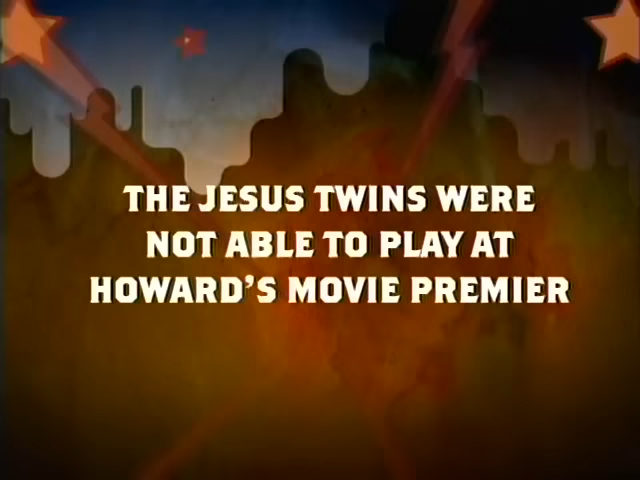 THE JESUS TWINS WERE
NOT ABLE TO PLAY AT
HOWARD'S MOVIE PREMIER